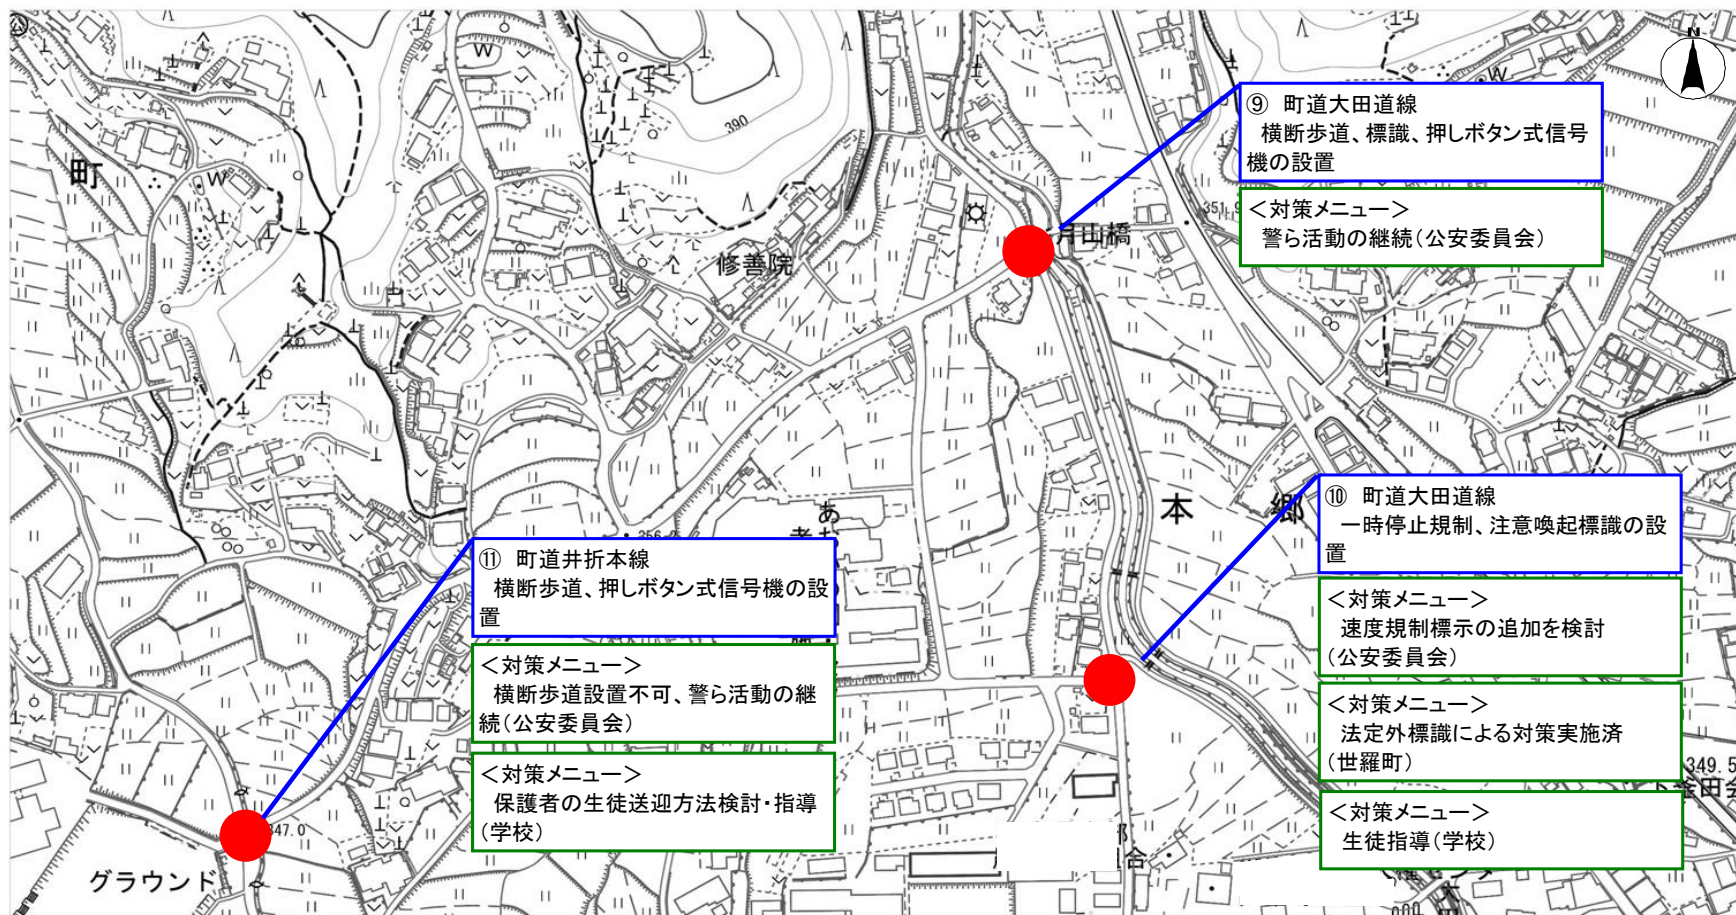 N
町
W
W
W
390
⑨ 町道大田道線
横断歩道、標識、押しボタン式信号
機の設置
＜対策メニュー＞
警ら活動の継続（公安委員会）
351.9
月山橋
修善院
本
郷
⑩ 町道大田道線
一時停止規制、注意喚起標識の設
置
＜対策メニュー＞
速度規制標示の追加を検討
（公安委員会）
＜対策メニュー＞
法定外標識による対策実施済
（世羅町）
＜対策メニュー＞
生徒指導（学校）
⑪ 町道井折本線
横断歩道、押しボタン式信号機の設
置
＜対策メニュー＞
横断歩道設置不可、警ら活動の継
続（公安委員会）
＜対策メニュー＞
保護者の生徒送迎方法検討・指導
（学校）
347.0
グラウンド
349.5